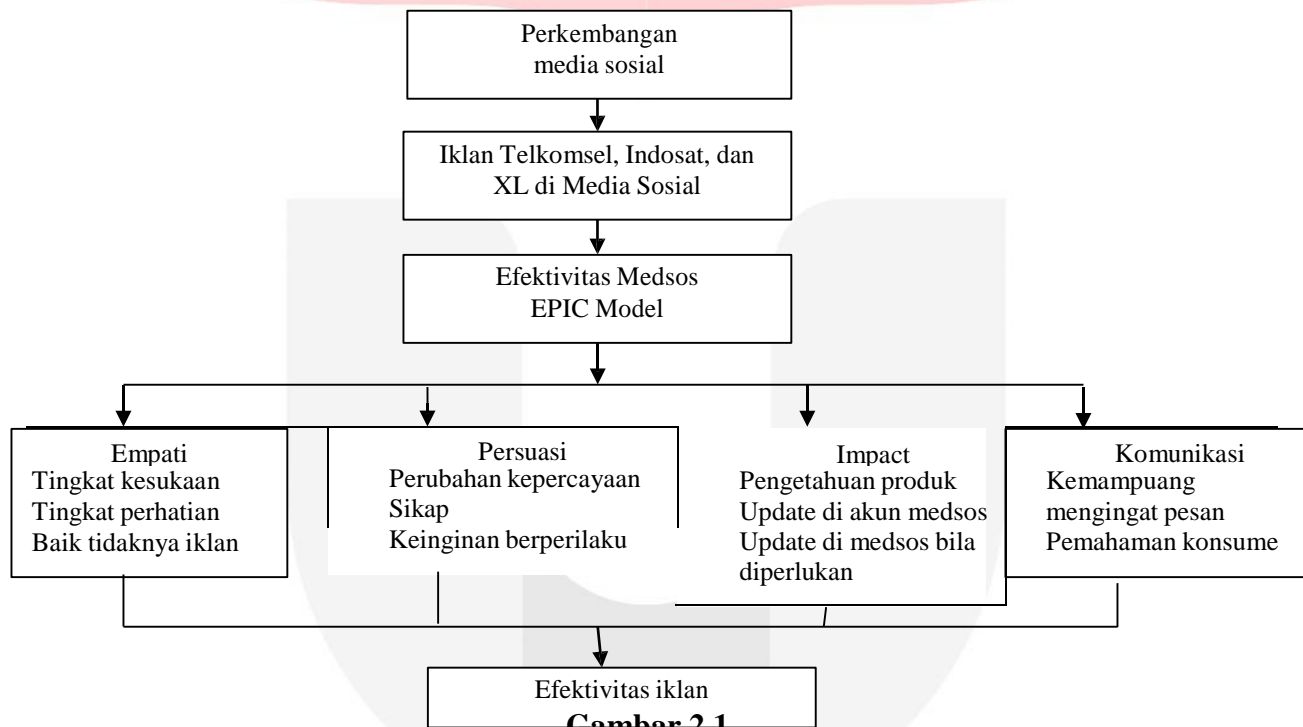 Perkembangan
media sosial
Iklan Telkomsel, Indosat, dan
XL di Media Sosial
Efektivitas Medsos
EPIC Model
Empati
Tingkat kesukaan
Tingkat perhatian
Baik tidaknya iklan
Persuasi
Perubahan kepercayaan
Sikap
Keinginan berperilaku
Impact
Pengetahuan produk
Update di akun medsos
Update di medsos bila
diperlukan
Komunikasi
Kemampuang
mengingat pesan
Pemahaman konsume
Efektivitas iklan
Gambar 2.1